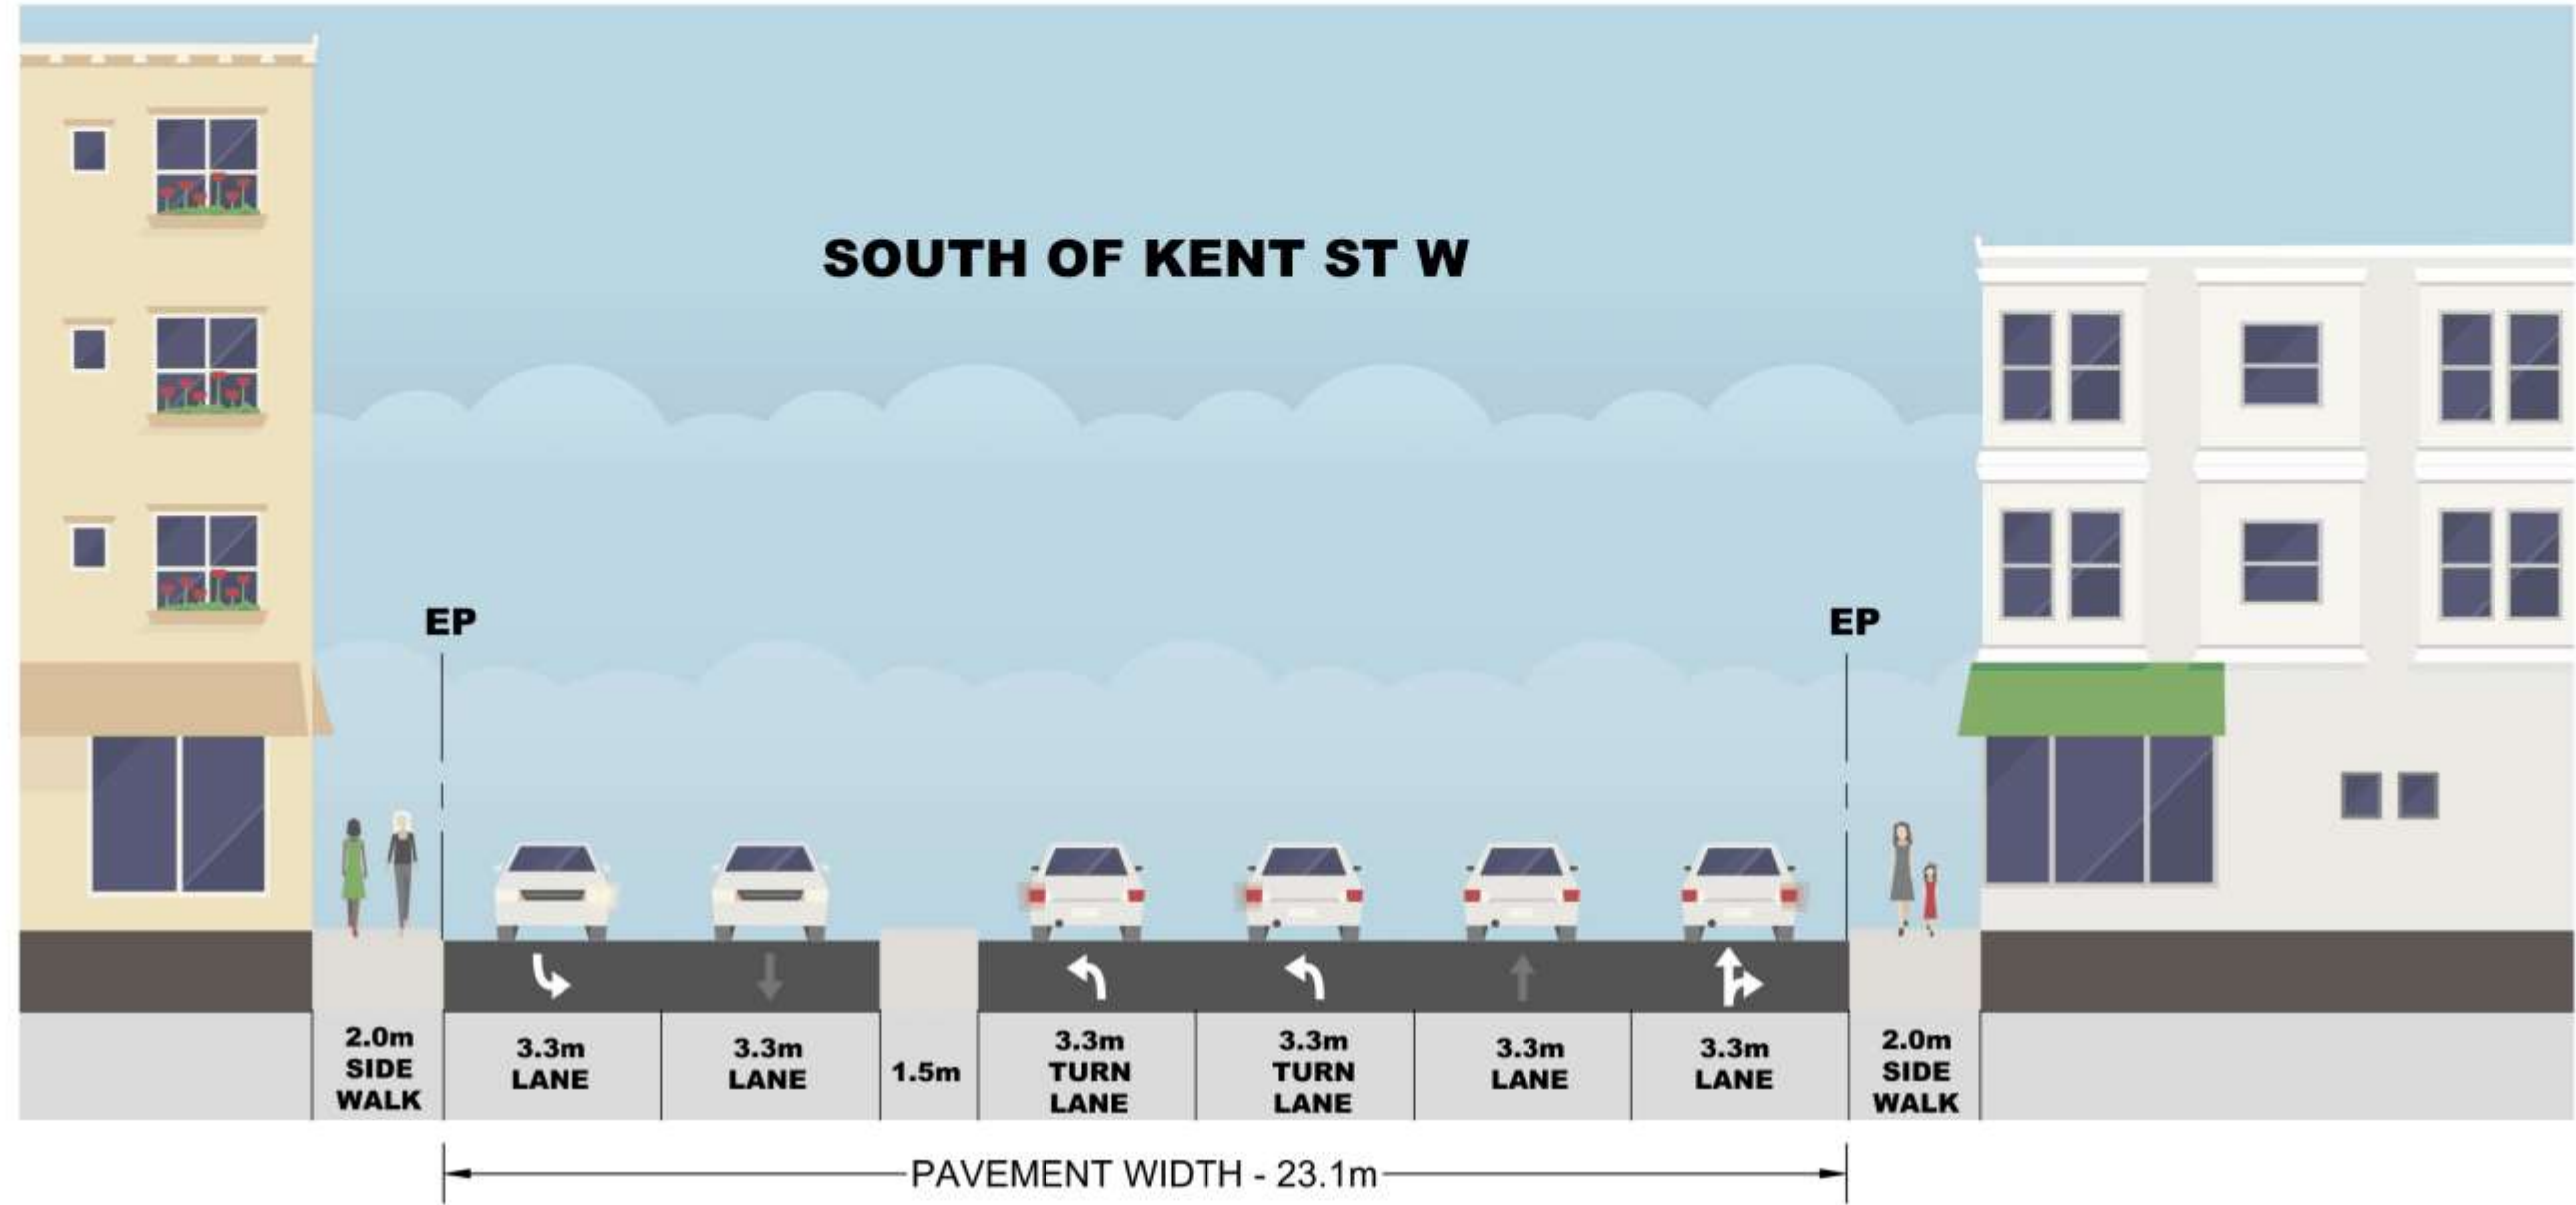 SOUTH OF KENT ST W
EP
EP
2.0m
SIDE
WALK
3.3m
LANE
3.3m
LANE
1.5m
3.3m
TURN
LANE
3.3m
TURN
LANE
3.3m
LANE
3.3m
LANE
2.0m
SIDE
WALK
PAVEMENT WIDTH - 23.1m